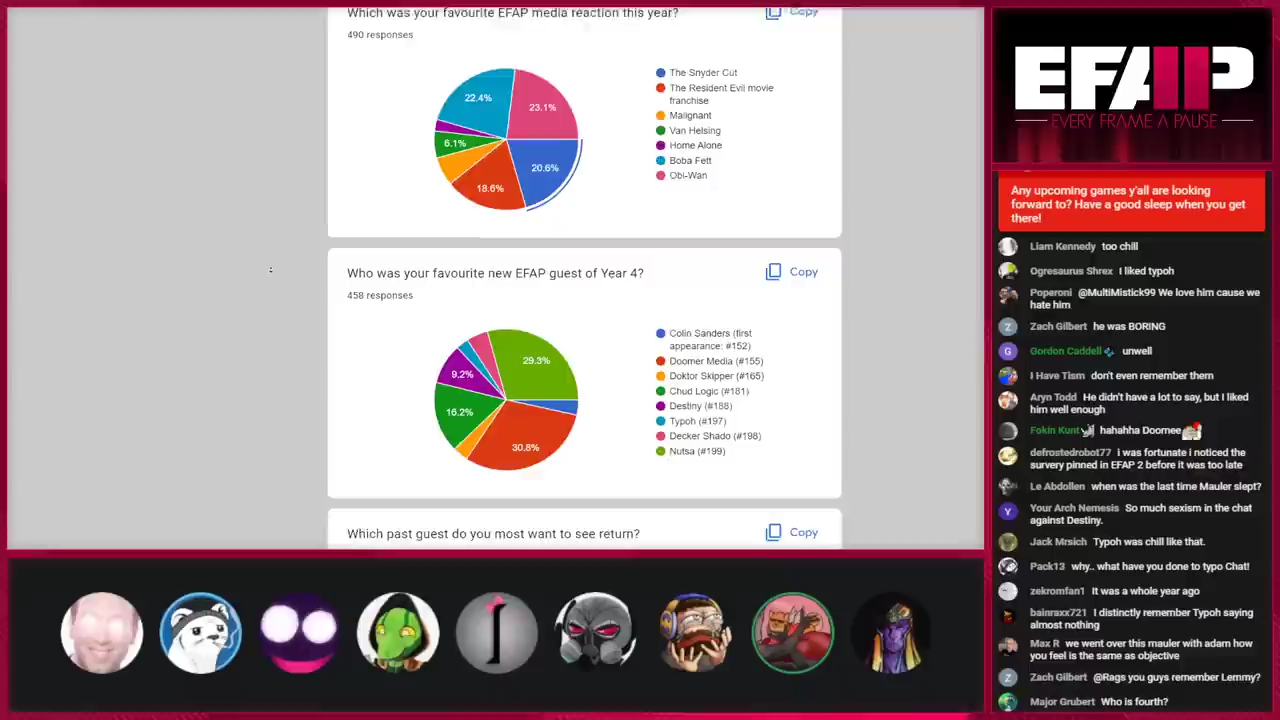 Which was your favourite EFAP media reaction this year?
Copy
490 responses
22.4%
23.1%
6.1%
20.6%
18.6%
The Snyder Cut
The Resident Evil movie
franchise
Malignant
Van Helsing
Home Alone
Boba Fett
Obi-Wan
Who was your favourite new EFAP guest of Year 4?
Copy
458 responses
29.3%
9.2%
16.2%
30.8%
Colin Sanders (first
appearance: #152)
Doomer Media (#155)
Doktor Skipper (#165)
Chud Logic (#181)
Destiny (#188)
Typoh (#197)
Decker Shado (#198)
Nutsa (#199)
Which past guest do you most want to see return?
Copy
EFAP
EVERY FRAME A PAUSE
Any upcoming games y'all are looking
forward to? Have a good sleep when you get
there!
Liam Kennedy too chill
Ogresaurus Shrex I liked typoh
Poperoni @MultiMistick99 We love him cause we
hate him
Z
Zach Gilbert he was BORING
G
Gordon Caddell unwell
I Have Tism don't even remember them
Aryn Todd He didn't have a lot to say, but I liked
him well enough
Fokin Kunt hahahha Doomee
defrostedrobot77 i was fortunate i noticed the
survery pinned in EFAP 2 before it was too late
Le Abdollen when was the last time Mauler slept?
Y
Your Arch Nemesis So much sexism in the chat
against Destiny.
Jack Mrsich Typoh was chill like that.
Pack13 why.. what have you done to typo Chat!
zekromfan1 It was a whole year ago
bainraxx721 I distinctly remember Typoh saying
almost nothing
Max R we went over this mauler with adam how
you feel is the same as objective
Z
Zach Gilbert @Rags you guys remember Lemmy?
Major Grubert Who is fourth?